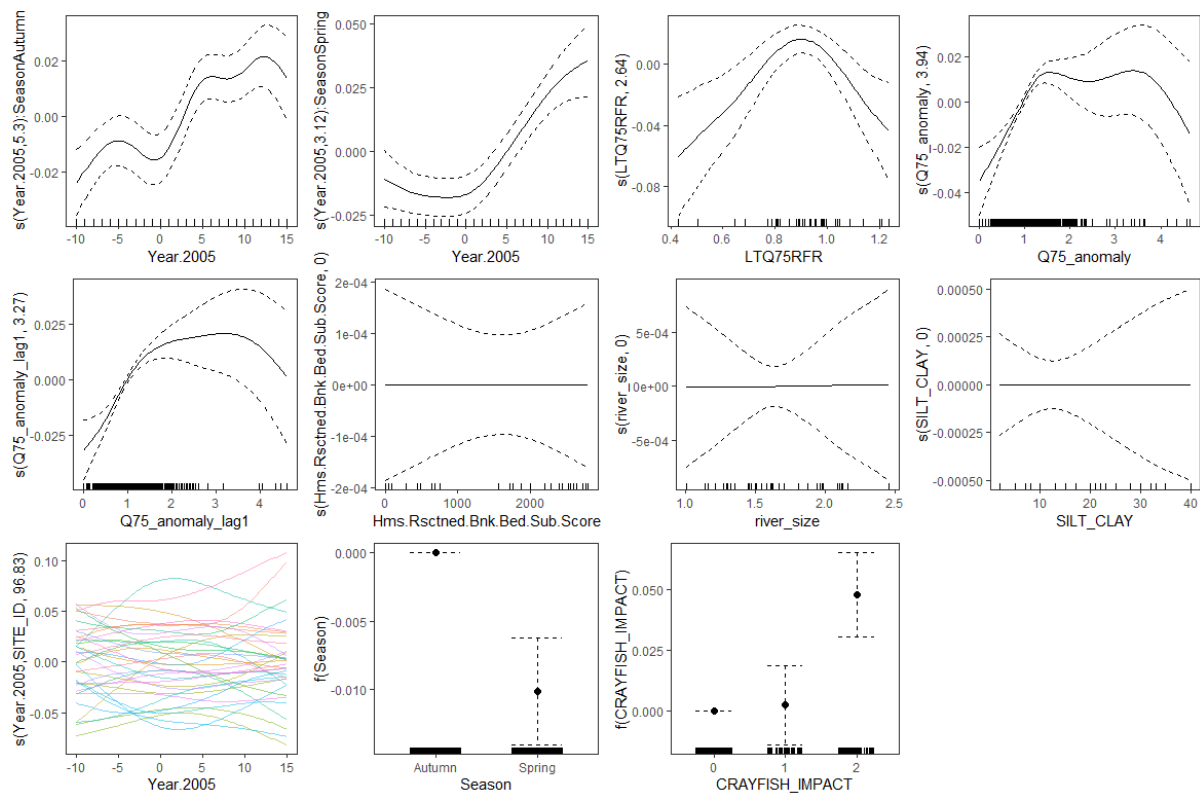 s(Year.2005,5.3):SeasonAutumn
0.02
0.00
-0.02
-10 -5 0 5 10 15
Year.2005
s(Year.2005,3.12):SeasonSpring
0.050
0.025
0.000
-0.025
-10 -5 0 5 10 15
Year.2005
s(LTQ75RFR, 2.64)
0.00
-0.04
-0.08
0.4 0.6 0.8 1.0 1.2
LTQ75RFR
s(Q75_anomaly, 3.94)
0.02
0.00
-0.02
-0.04
0 1 2 3 4
Q75_anomaly
s(Q75_anomaly_lag1, 3.27)
0.025
0.000
-0.025
0 1 2 3 4
Q75_anomaly_lag1
s(Hms.Rsctned.Bnk.Bed.Sub.Score, 0)
2e-04
1e-04
0e+00
-1e-04
-2e-04
0 1000 2000
Hms.Rsctned.Bnk.Bed.Sub.Score
s(river_size, 0)
5e-04
0e+00
-5e-04
1.0 1.5 2.0 2.5
river_size
s(SILT_CLAY, 0)
0.00050
0.00025
0.00000
-0.00025
-0.00050
0 10 20 30 40
SILT_CLAY
s(Year.2005,SITE_ID, 96.83)
0.10
0.05
0.00
-0.05
-10 -5 0 5 10 15
Year.2005
f(Season)
0.000
-0.005
-0.010
Autumn Spring
Season
f(CRAYFISH_IMPACT)
0.050
0.025
0.000
0 1 2
CRAYFISH_IMPACT